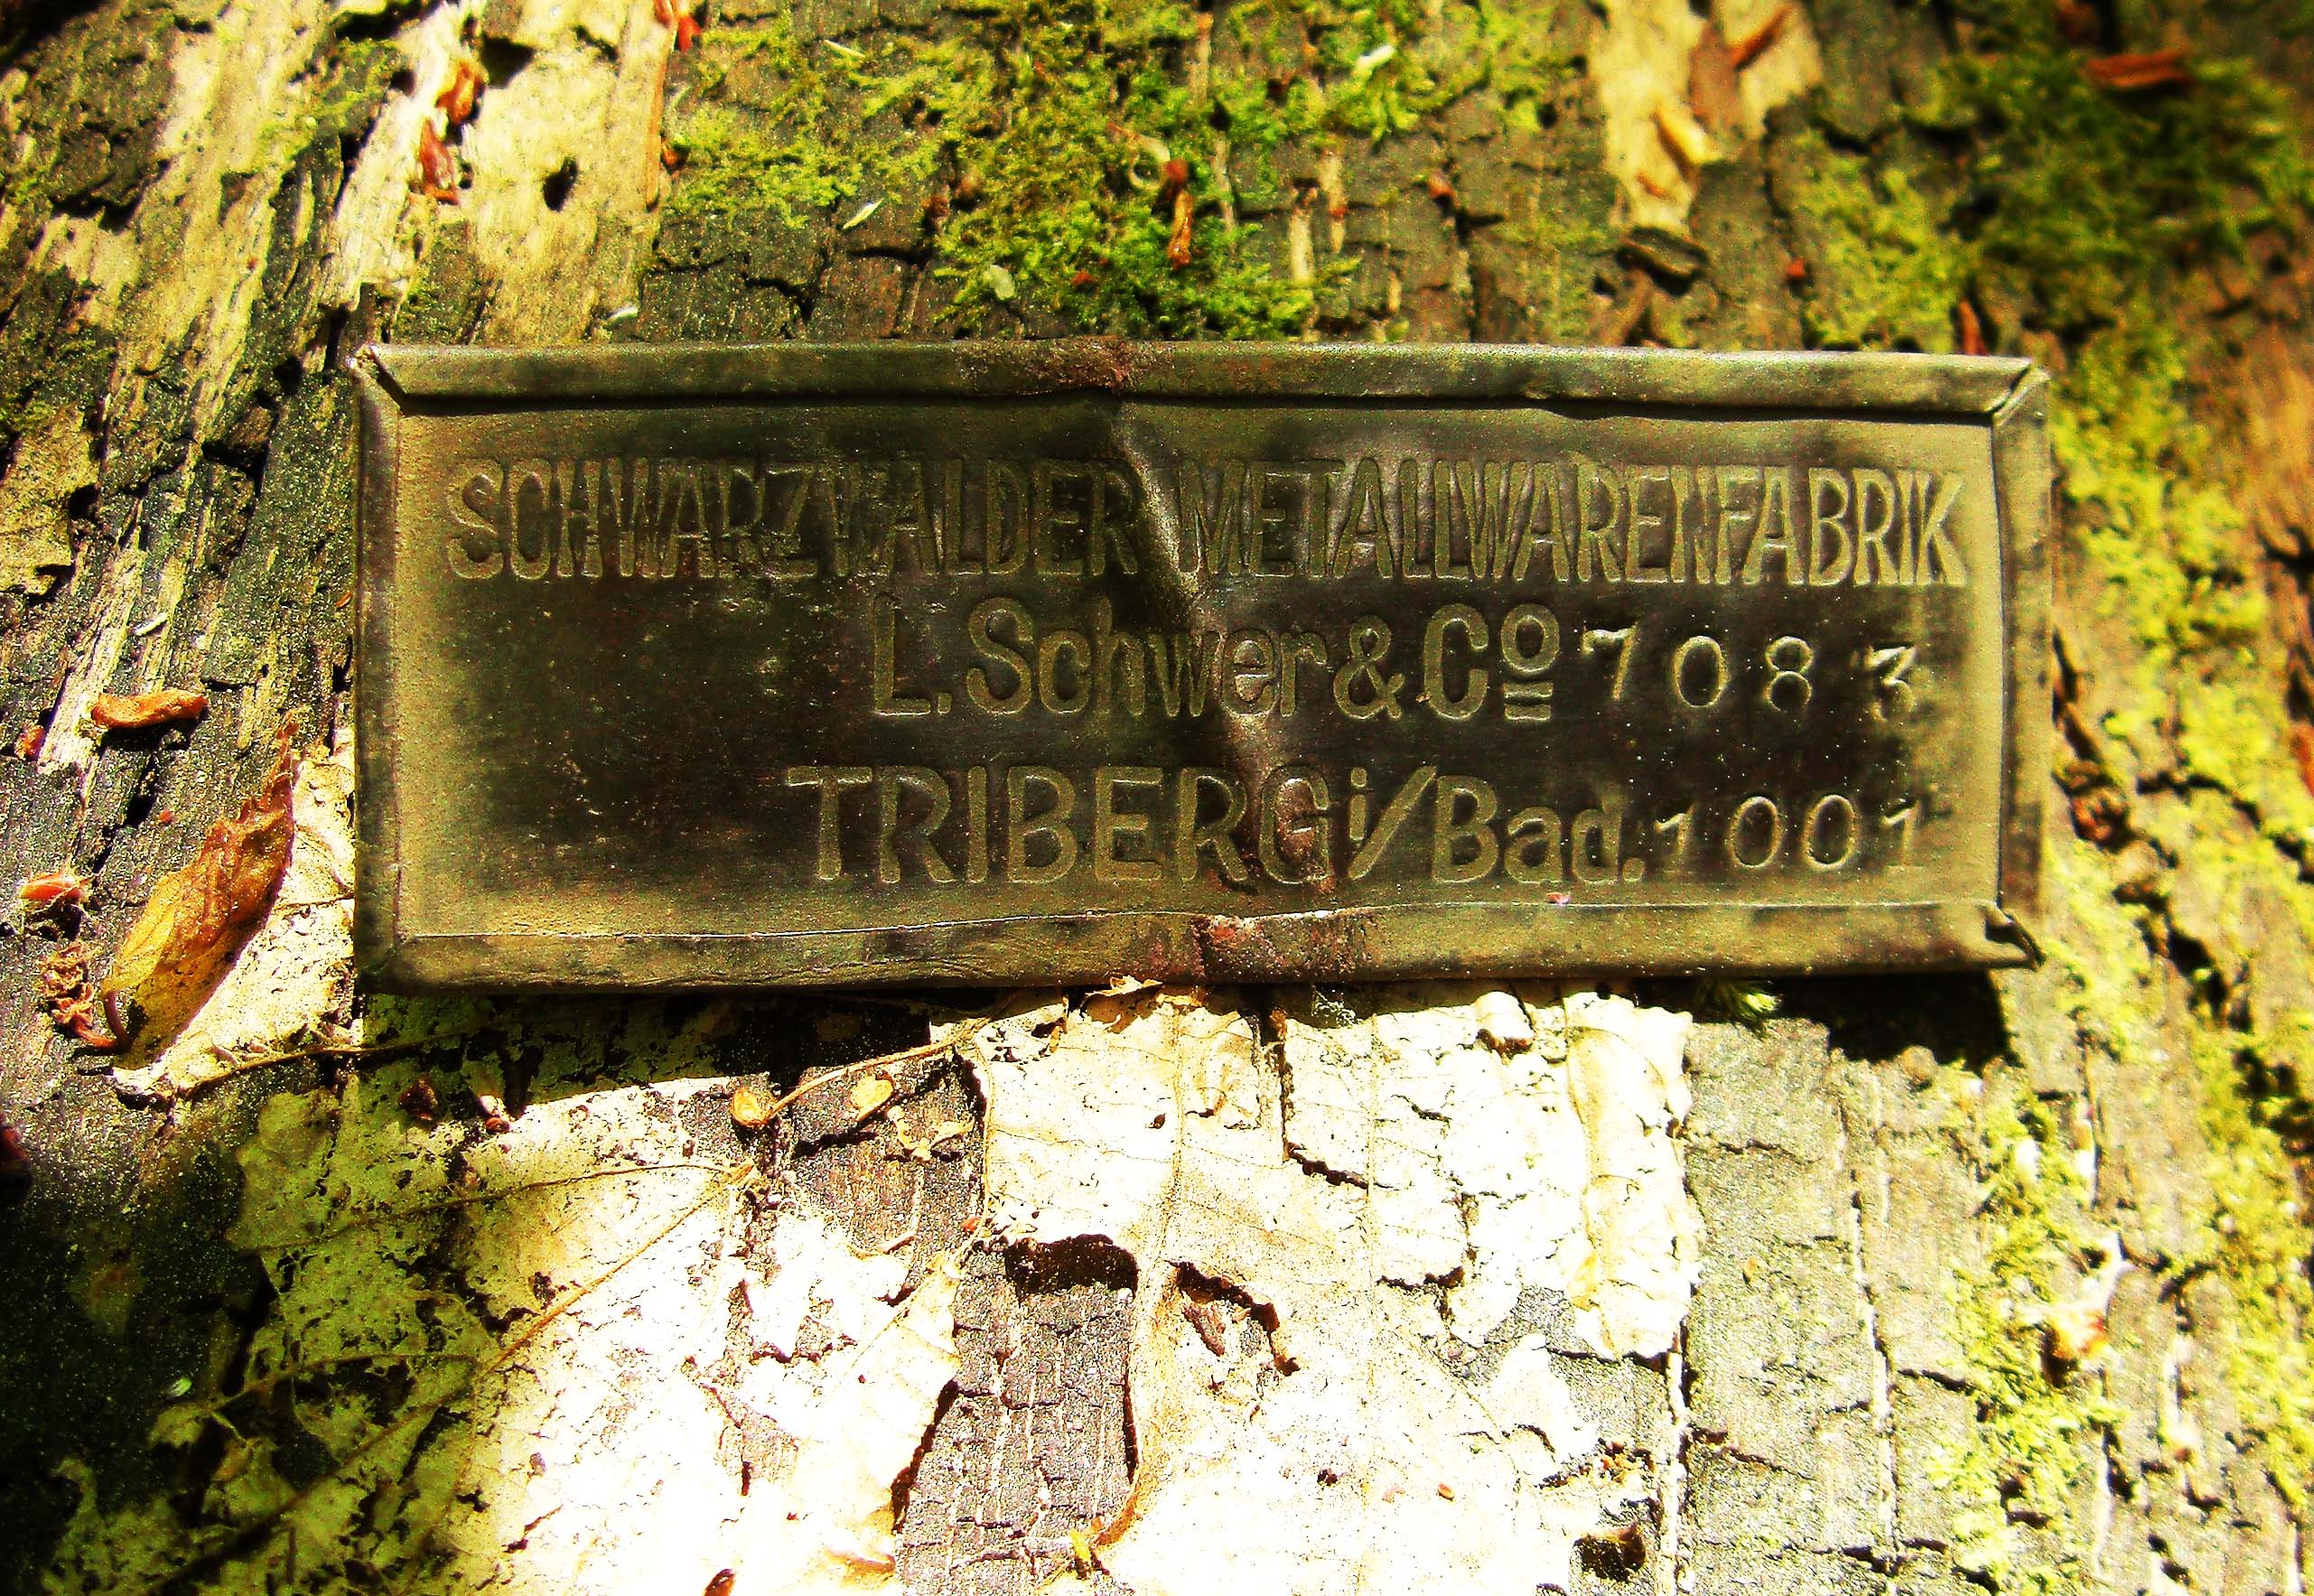 SCHWARZWALDER METALLWARENFABRIK
L. Schwer & Co 7083
TRIBERG i/Bad. 1001